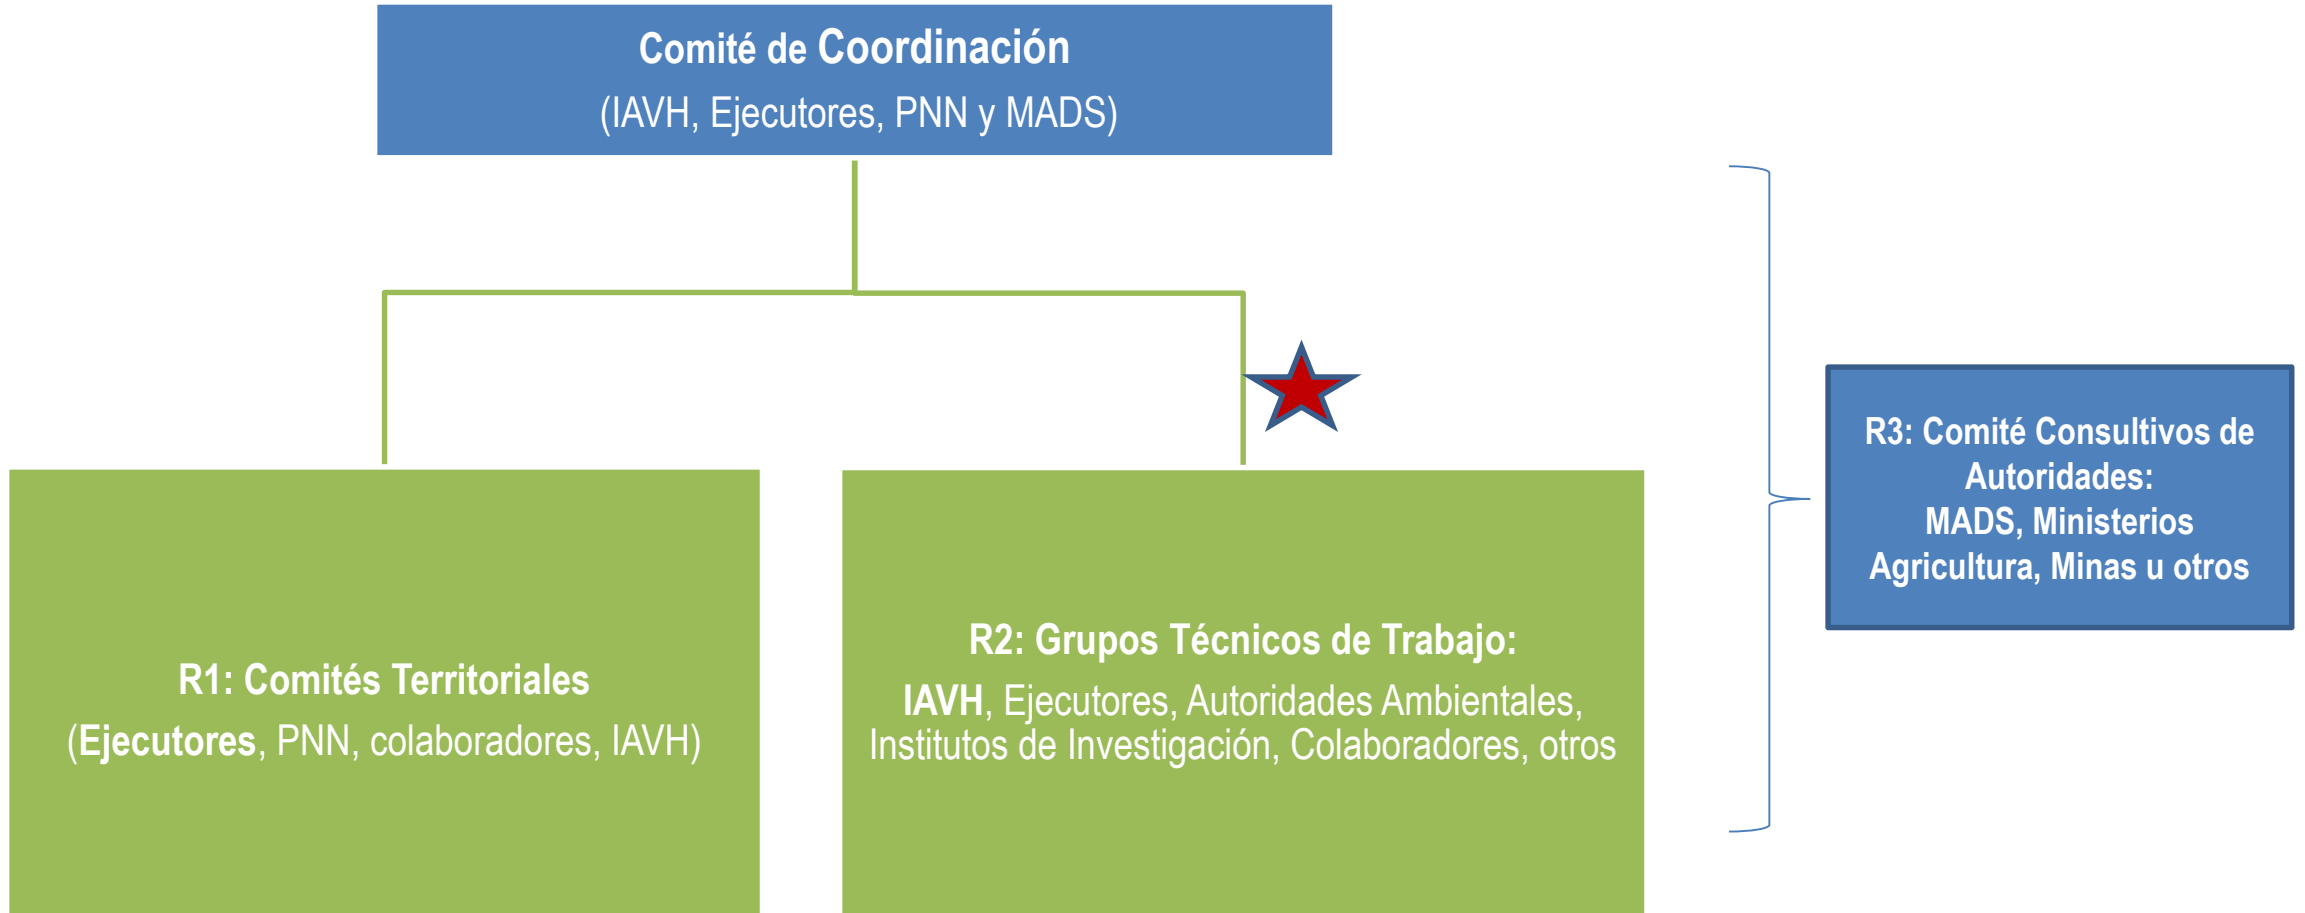 Comité de Coordinación
(IAVH, Ejecutores, PNN y MADS)
R1: Comités Territoriales
(Ejecutores, PNN, colaboradores, IAVH)
R2: Grupos Técnicos de Trabajo:
IAVH, Ejecutores, Autoridades Ambientales,
Institutos de Investigación, Colaboradores, otros
R3: Comité Consultivos de
Autoridades:
MADS, Ministerios
Agricultura, Minas u otros